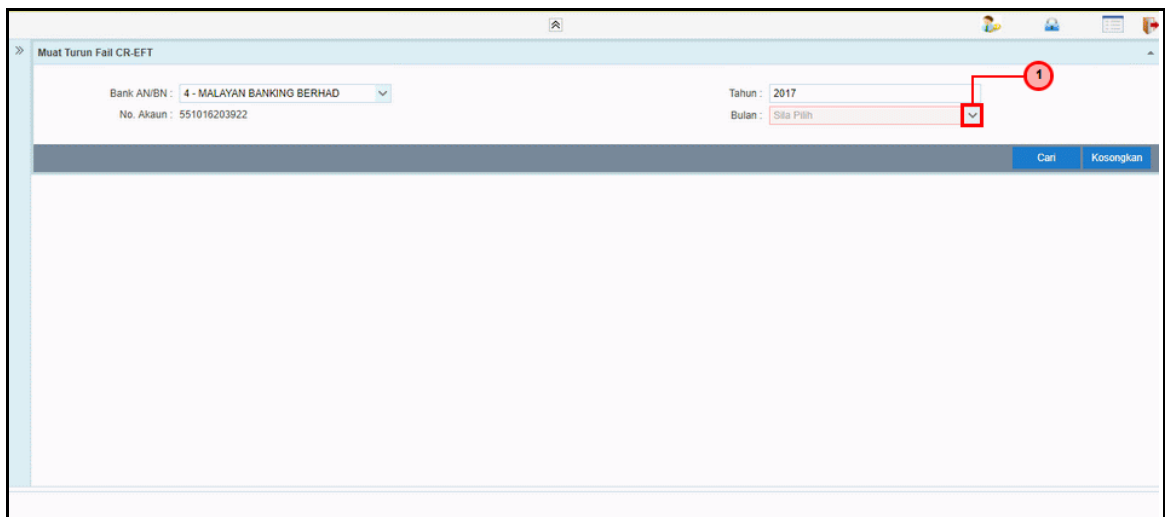 Muat Turun Fail CR-EFT
Bank AN/BN : 4 - MALAYAN BANKING BERHAD
No. Akaun : 551016203922
Tahun : 2017
Bulan : Sila Pilih
1
Cari Kosongkan